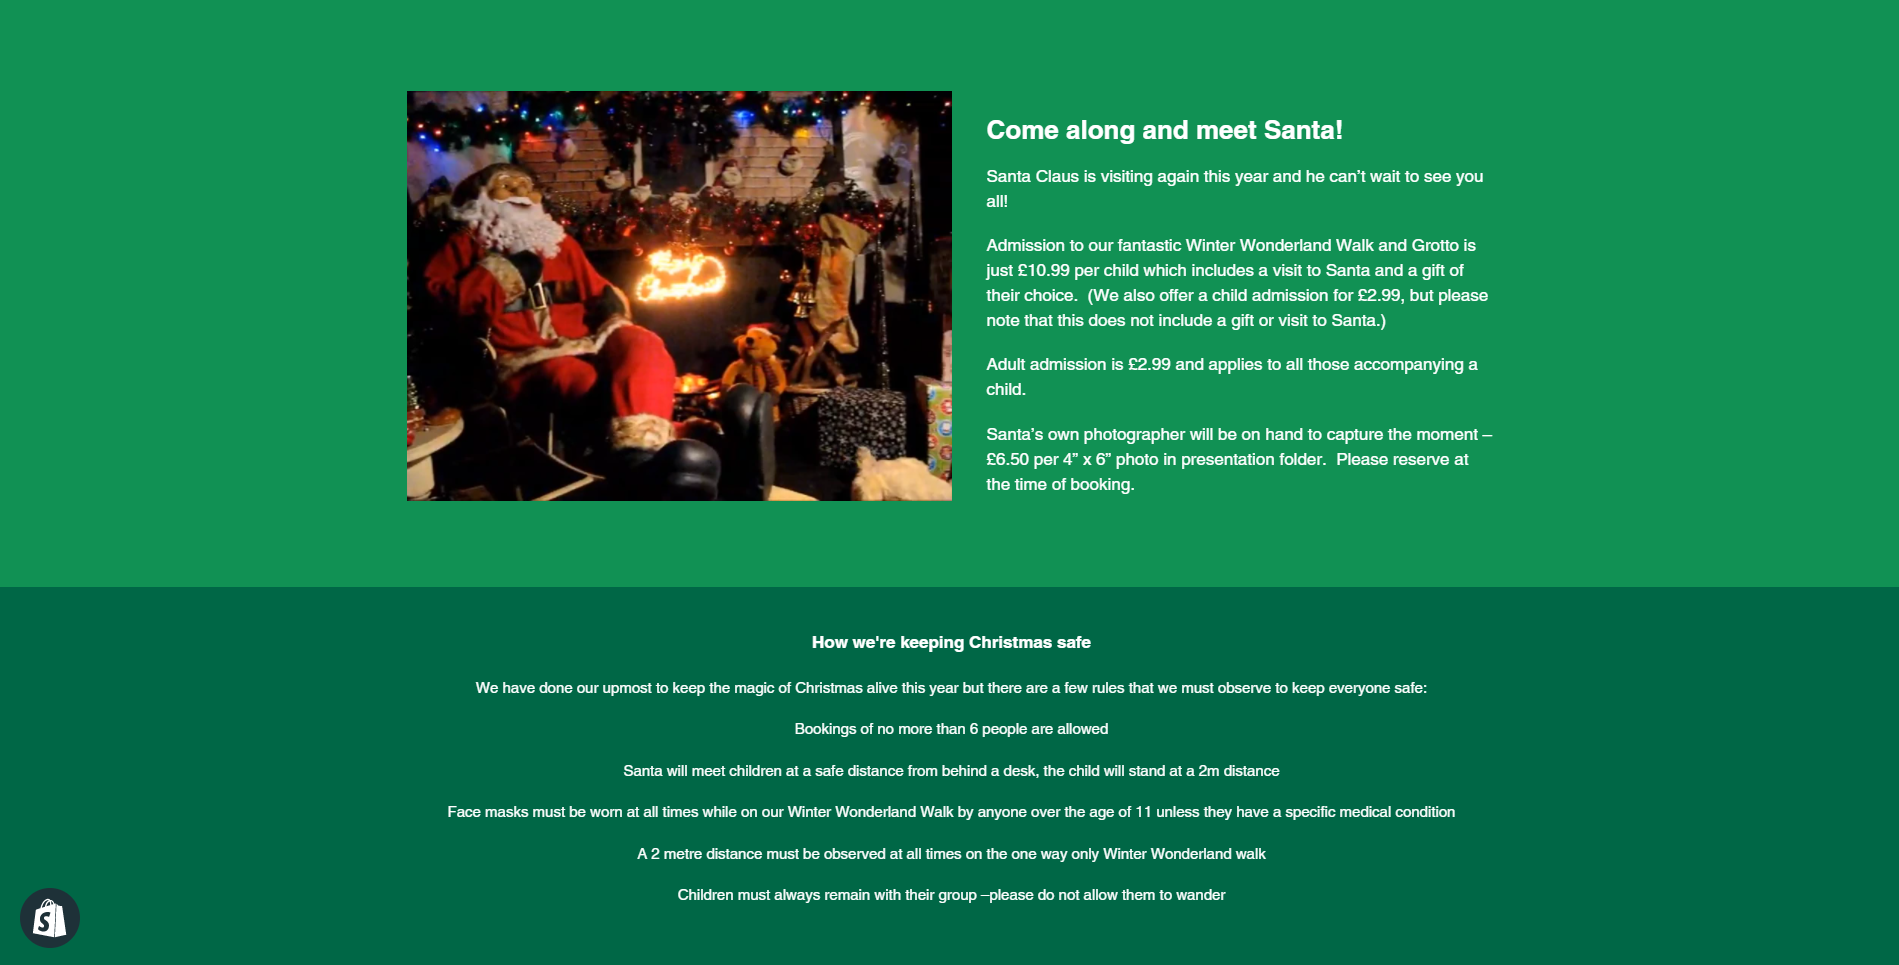 Come along and meet Santa!
Santa Claus is visiting again this year and he can’t wait to see you
all!
Admission to our fantastic Winter Wonderland Walk and Grotto is
just £10.99 per child which includes a visit to Santa and a gift of
their choice.  (We also offer a child admission for £2.99, but please
note that this does not include a gift or visit to Santa.)
Adult admission is £2.99 and applies to all those accompanying a
child.
Santa’s own photographer will be on hand to capture the moment –
£6.50 per 4” x 6” photo in presentation folder.  Please reserve at
the time of booking.
How we're keeping Christmas safe
We have done our upmost to keep the magic of Christmas alive this year but there are a few rules that we must observe to keep everyone safe:
Bookings of no more than 6 people are allowed
Santa will meet children at a safe distance from behind a desk, the child will stand at a 2m distance
Face masks must be worn at all times while on our Winter Wonderland Walk by anyone over the age of 11 unless they have a specific medical condition
A 2 metre distance must be observed at all times on the one way only Winter Wonderland walk
Children must always remain with their group –please do not allow them to wander
S